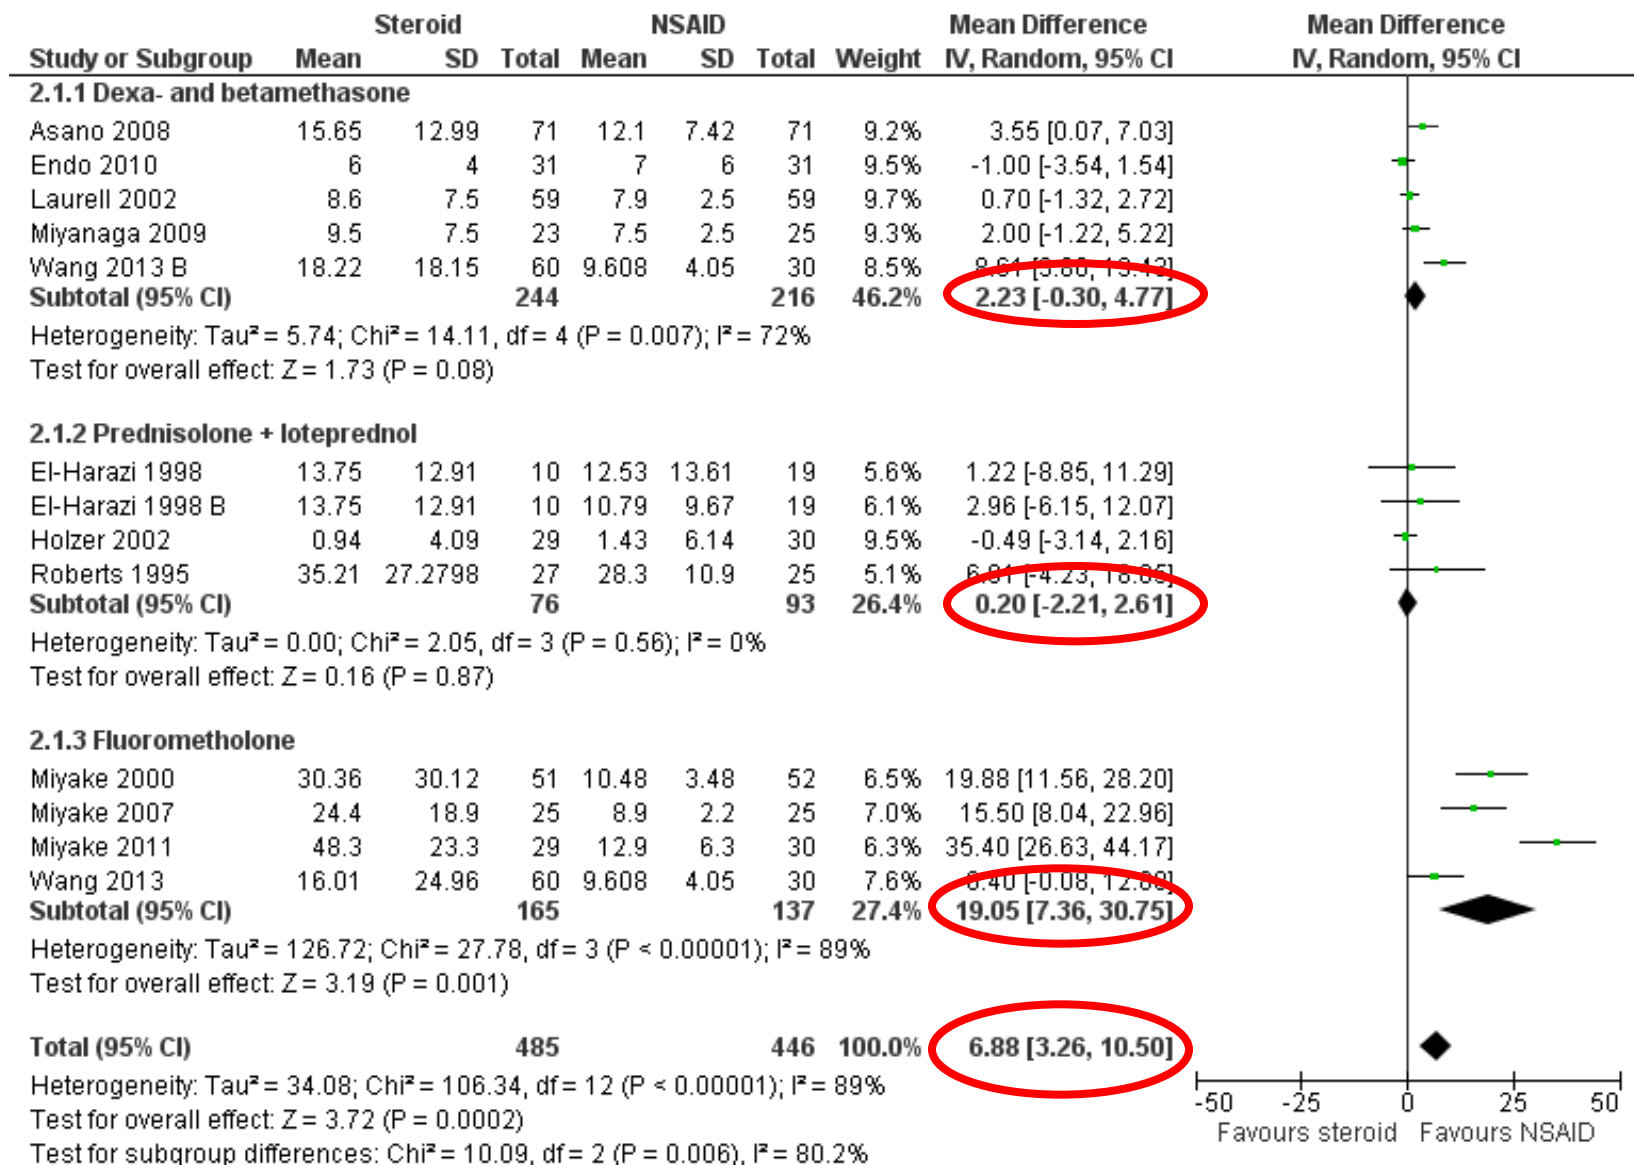 Steroid NSAID Mean Difference Mean Difference
Study or Subgroup Mean SD Total Mean SD Total Weight IV, Random, 95% CI IV, Random, 95% CI
2.1.1 Dexa- and betamethasone
Asano 2008 15.65 12.99 71 12.1 7.42 71 9.2% 3.55 [0.07, 7.03]
Endo 2010 6 4 31 7 6 31 9.5% -1.00 [-3.54, 1.54]
Laurell 2002 8.6 7.5 59 7.9 2.5 59 9.7% 0.70 [-1.32, 2.72]
Miyanaga 2009 9.5 7.5 23 7.5 2.5 25 9.3% 2.00 [-1.22, 5.22]
Wang 2013 B 18.22 18.15 60 9.608 4.05 30 8.5%
Subtotal (95% CI) 244 216 46.2% 2.23 [-0.30, 4.77]
Heterogeneity: Tau² = 5.74; Chi² = 14.11, df = 4 (P = 0.007); I² = 72%
Test for overall effect: Z = 1.73 (P = 0.08)
2.1.2 Prednisolone + loteprednol
El-Harazi 1998 13.75 12.91 10 12.53 13.61 19 5.6% 1.22 [-8.85, 11.29]
El-Harazi 1998 B 13.75 12.91 10 10.79 9.67 19 6.1% 2.96 [-6.15, 12.07]
Holzer 2002 0.94 4.09 29 1.43 6.14 30 9.5% -0.49 [-3.14, 2.16]
Roberts 1995 35.21 27.2798 27 28.3 10.9 25 5.1%
Subtotal (95% CI) 76 93 26.4% 0.20 [-2.21, 2.61]
Heterogeneity: Tau² = 0.00; Chi² = 2.05, df = 3 (P = 0.56); I² = 0%
Test for overall effect: Z = 0.16 (P = 0.87)
2.1.3 Fluorometholone
Miyake 2000 30.36 30.12 51 10.48 3.48 52 6.5% 19.88 [11.56, 28.20]
Miyake 2007 24.4 18.9 25 8.9 2.2 25 7.0% 15.50 [8.04, 22.96]
Miyake 2011 48.3 23.3 29 12.9 6.3 30 6.3% 35.40 [26.63, 44.17]
Wang 2013 16.01 24.96 60 9.608 4.05 30 7.6%
Subtotal (95% CI) 165 137 27.4% 19.05 [7.36, 30.75]
Heterogeneity: Tau² = 126.72; Chi² = 27.78, df = 3 (P < 0.00001); I² = 89%
Test for overall effect: Z = 3.19 (P = 0.001)
Total (95% CI) 485 446 100.0% 6.88 [3.26, 10.50]
Heterogeneity: Tau² = 34.08; Chi² = 106.34, df = 12 (P < 0.00001); I² = 89%
Test for overall effect: Z = 3.72 (P = 0.0002)
Test for subgroup differences: Chi² = 10.09, df = 2 (P = 0.006), I² = 80.2%
-50 -25 0 25 50
Favours steroid Favours NSAID